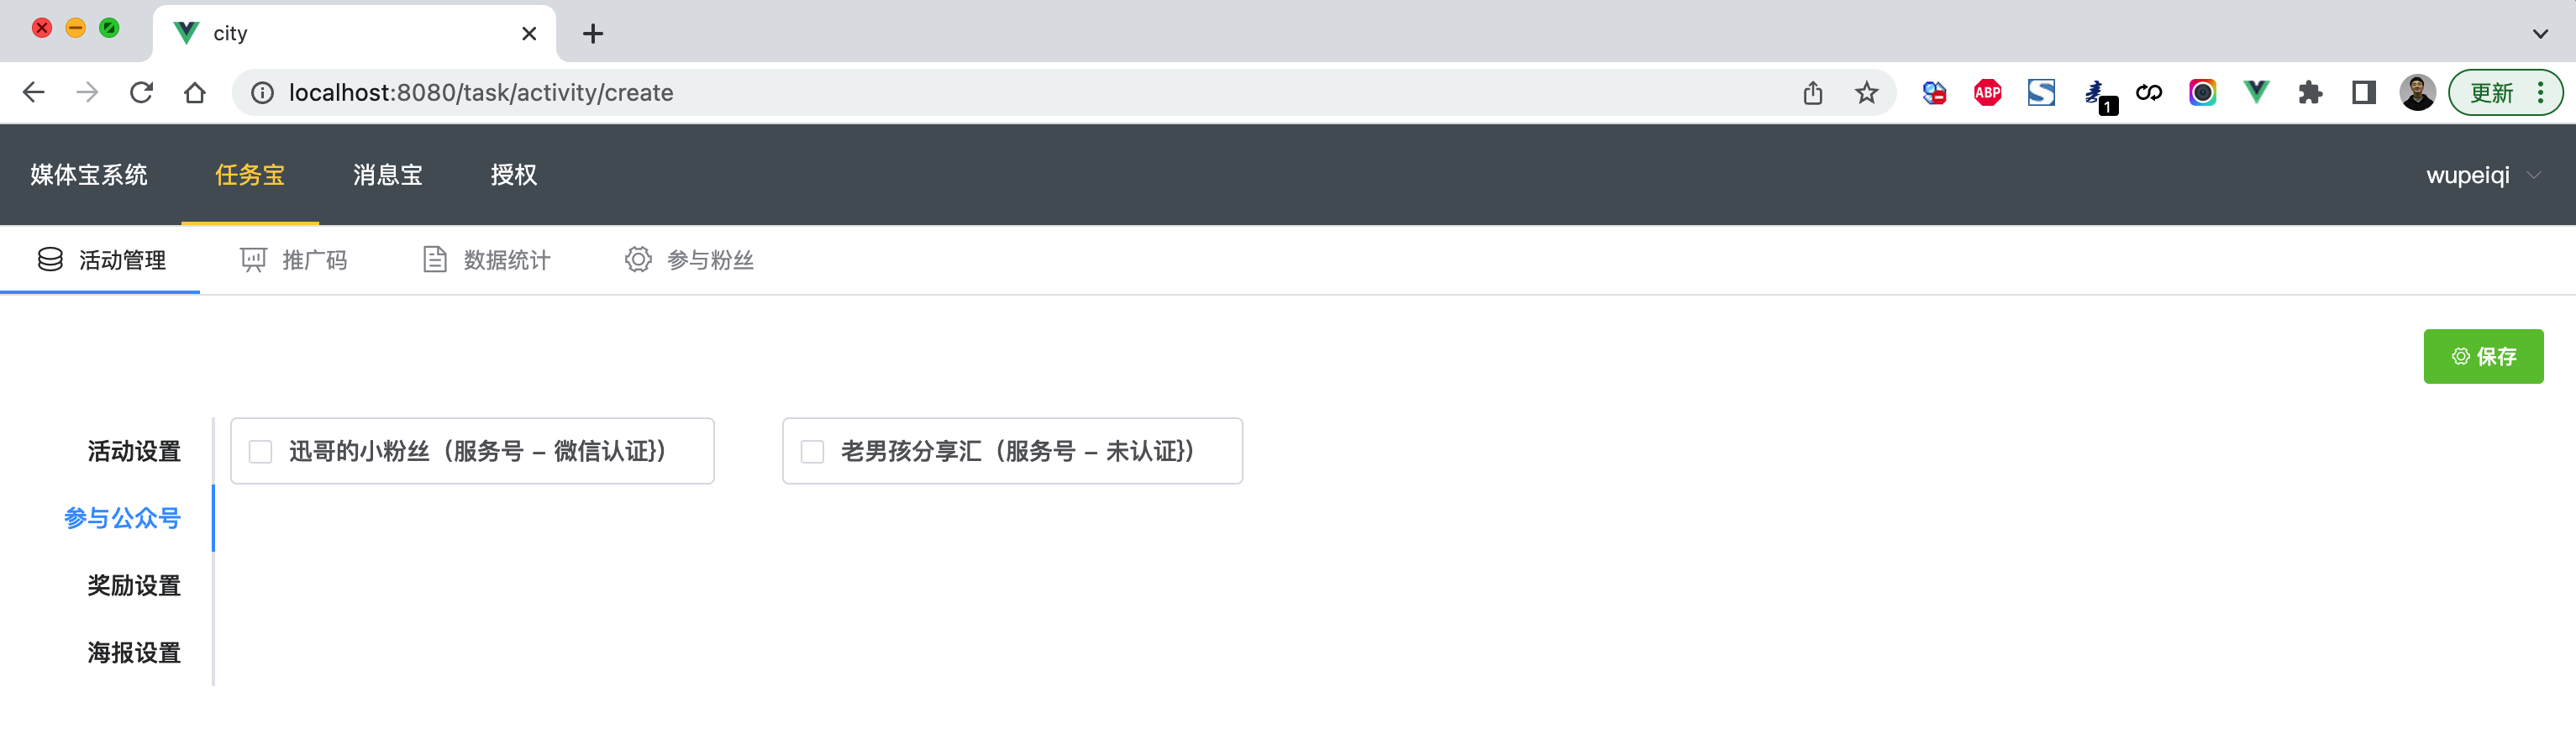 city
localhost:8080/task/activity/create
ABP
1
更新
媒体宝系统 任务宝 消息宝 授权 wupeiqi
活动管理 推广码 数据统计 参与粉丝
保存
活动设置
迅哥的小粉丝（服务号 – 微信认证}） 老男孩分享汇（服务号 – 未认证}）
参与公众号
奖励设置
海报设置